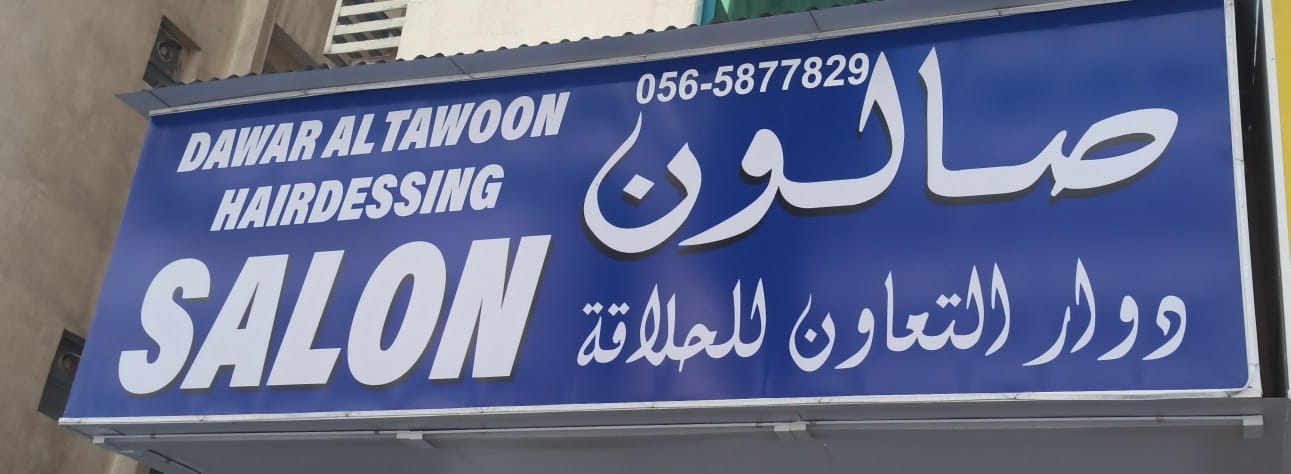 DAWAR AL TAWOON
HAIRDESSING
SALON
056-5877829
صالون
دوار التعاون للحلاقة